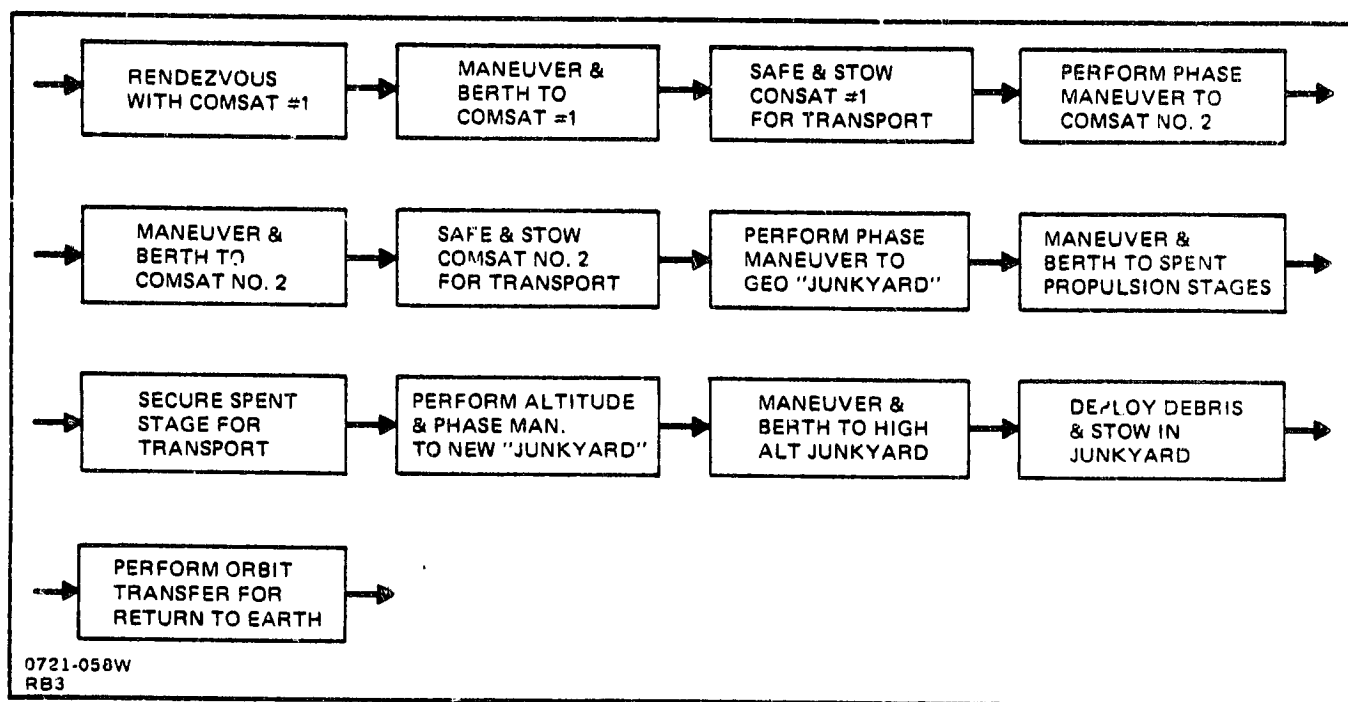 RENDEZVOUS
WITH COMSAT #1
MANEUVER &
BERTH TO
COMSAT #1
SAFE & STOW
CONSAT #1
FOR TRANSPORT
PERFORM PHASE
MANEUVER TO
COMSAT NO. 2
MANEUVER &
BERTH TO
COMSAT NO. 2
SAFE & STOW
COMSAT NO. 2
FOR TRANSPORT
PERFORM PHASE
MANEUVER TO
GEO "JUNKYARD"
MANEUVER &
BERTH TO SPENT
PROPULSION STAGES
SECURE SPENT
STAGE FOR
TRANSPORT
PERFORM ALTITUDE
& PHASE MAN.
TO NEW "JUNKYARD"
MANEUVER &
BERTH TO HIGH
ALT JUNKYARD
DEPLOY DEBRIS
& STOW IN
JUNKYARD
PERFORM ORBIT
TRANSFER FOR
RETURN TO EARTH
0721-058W
RB3